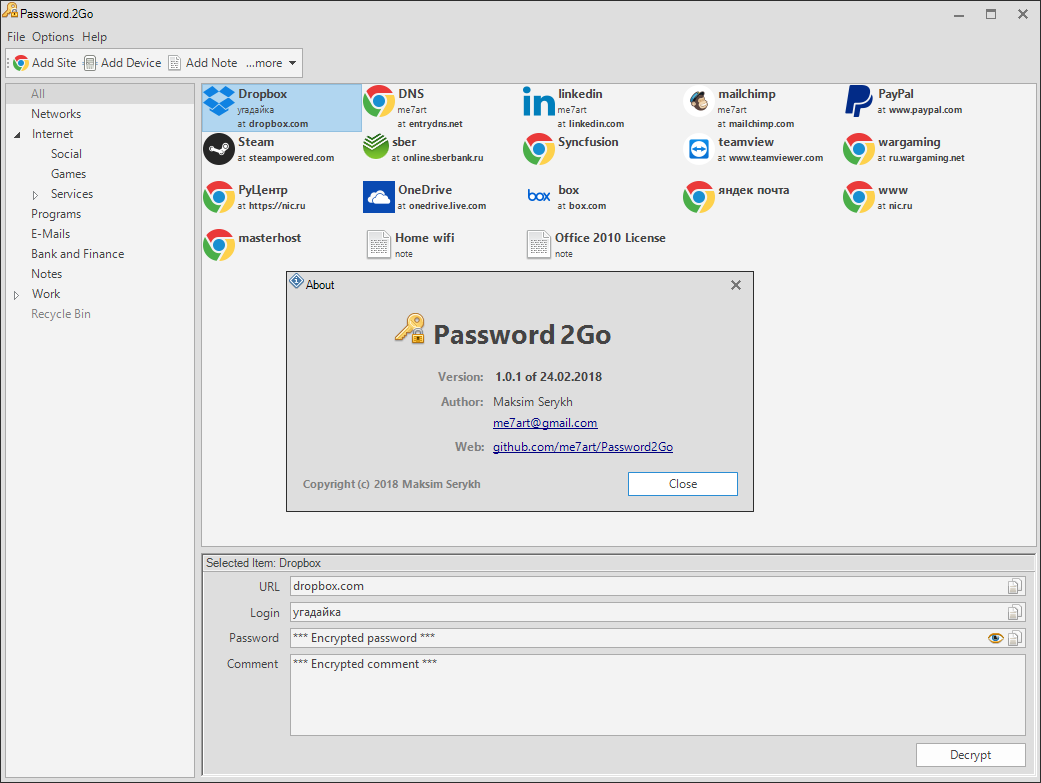 Password.2Go
File Options Help
Add Site Add Device Add Note ...more
All
Networks
Internet
Social
Games
Services
Programs
E-Mails
Bank and Finance
Notes
Work
Recycle Bin
Dropbox
угадайка
at dropbox.com
DNS
me7art
at entrydns.net
in
linkedin
me7art
at linkedin.com
mailchimp
me7art
at mailchimp.com
PayPal
at www.paypal.com
Steam
at steampowered.com
sber
at online.sberbank.ru
Syncfusion
teamview
at www.teamviewer.com
wargaming
at ru.wargaming.net
РуЦентр
at https://nic.ru
OneDrive
at onedrive.live.com
box
box
at box.com
яндек почта
www
at nic.ru
masterhost
Home wifi
note
Office 2010 License
note
About
Password 2Go
Version: 1.0.1 of 24.02.2018
Author: Maksim Serykh
me7art@gmail.com
Web: github.com/me7art/Password2Go
Copyright (c) 2018 Maksim Serykh
Close
Selected Item: Dropbox
URL dropbox.com
Login угадайка
Password *** Encrypted password ***
Comment *** Encrypted comment ***
Decrypt